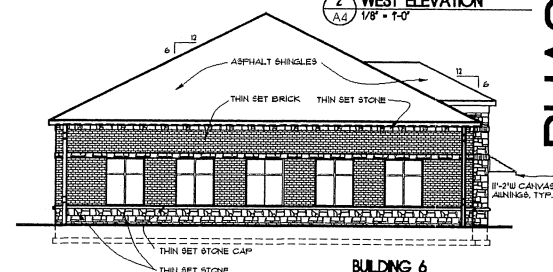 2
WEST ELEVATION
A4
1/8" = 1'-0"
12
6
ASPHALT SHINGLES
12
6
THIN SET BRICK
THIN SET STONE
11'-2"W CANVAS
AWNINGS, TYP.
THIN SET STONE CAP
THIN SET STONE
BUILDING 6